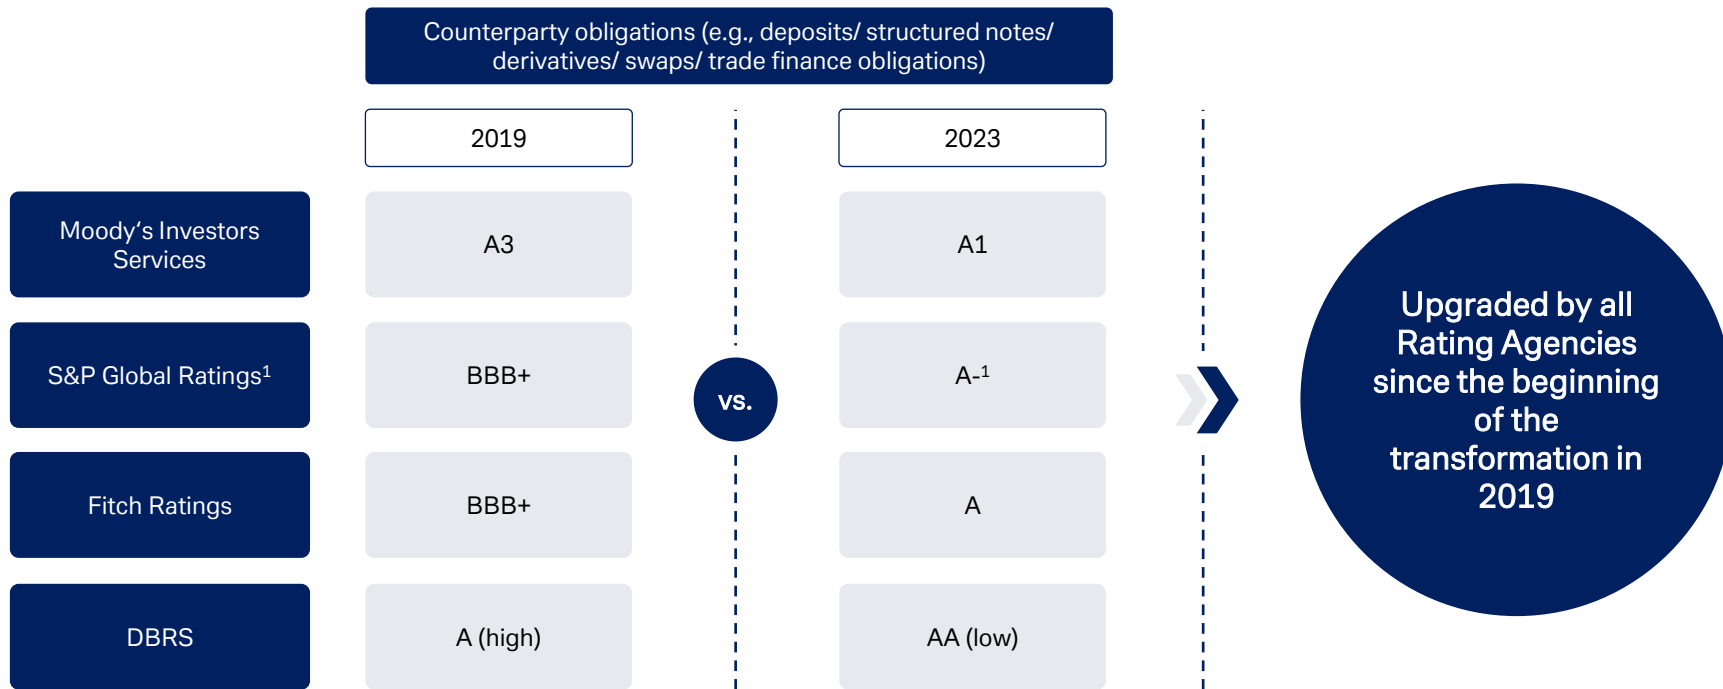 Counterparty obligations (e.g., deposits/ structured notes/
derivatives/ swaps/ trade finance obligations)
2019
2023
Moody‘s Investors
Services
A3
A1
S&P Global Ratings¹
BBB+
A-¹
vs.
Fitch Ratings
BBB+
A
DBRS
A (high)
AA (low)
Upgraded by all
Rating Agencies
since the beginning
of the
transformation in
2019